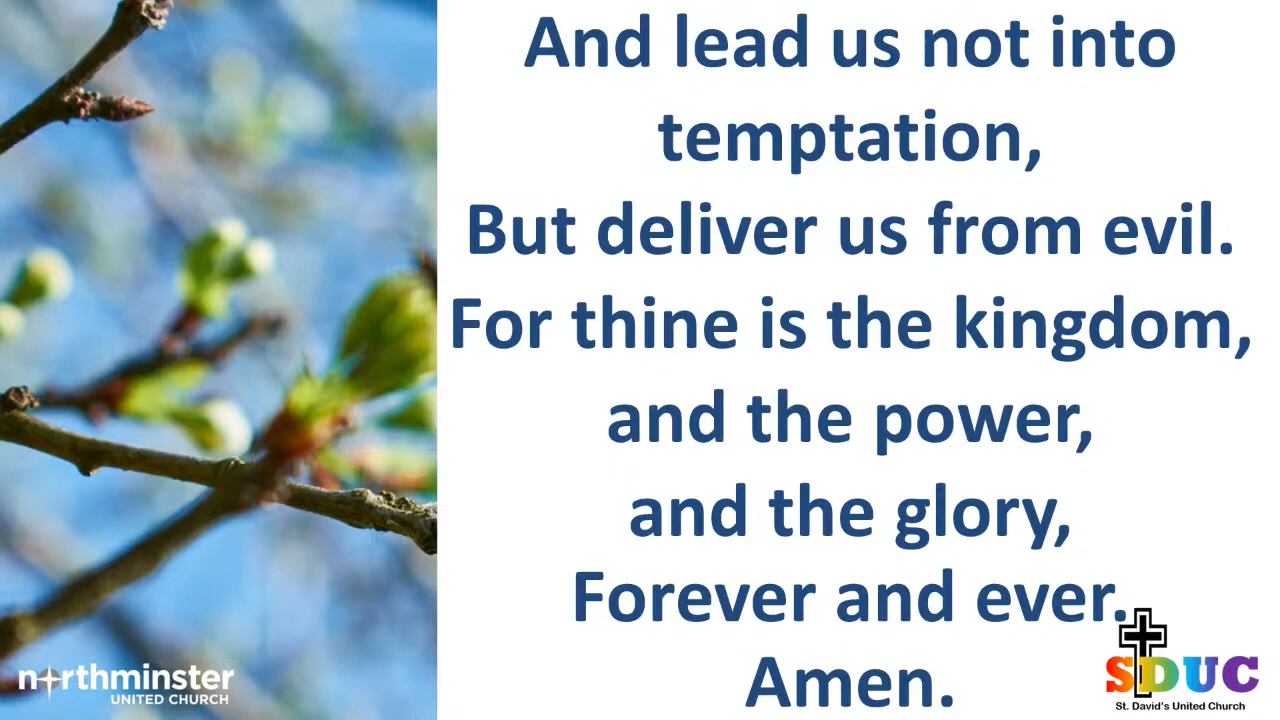 And lead us not into
temptation,
But deliver us from evil.
For thine is the kingdom,
and the power,
and the glory,
Forever and ever.
Amen.
northminster
UNITED CHURCH
SDUC
St. David's United Church